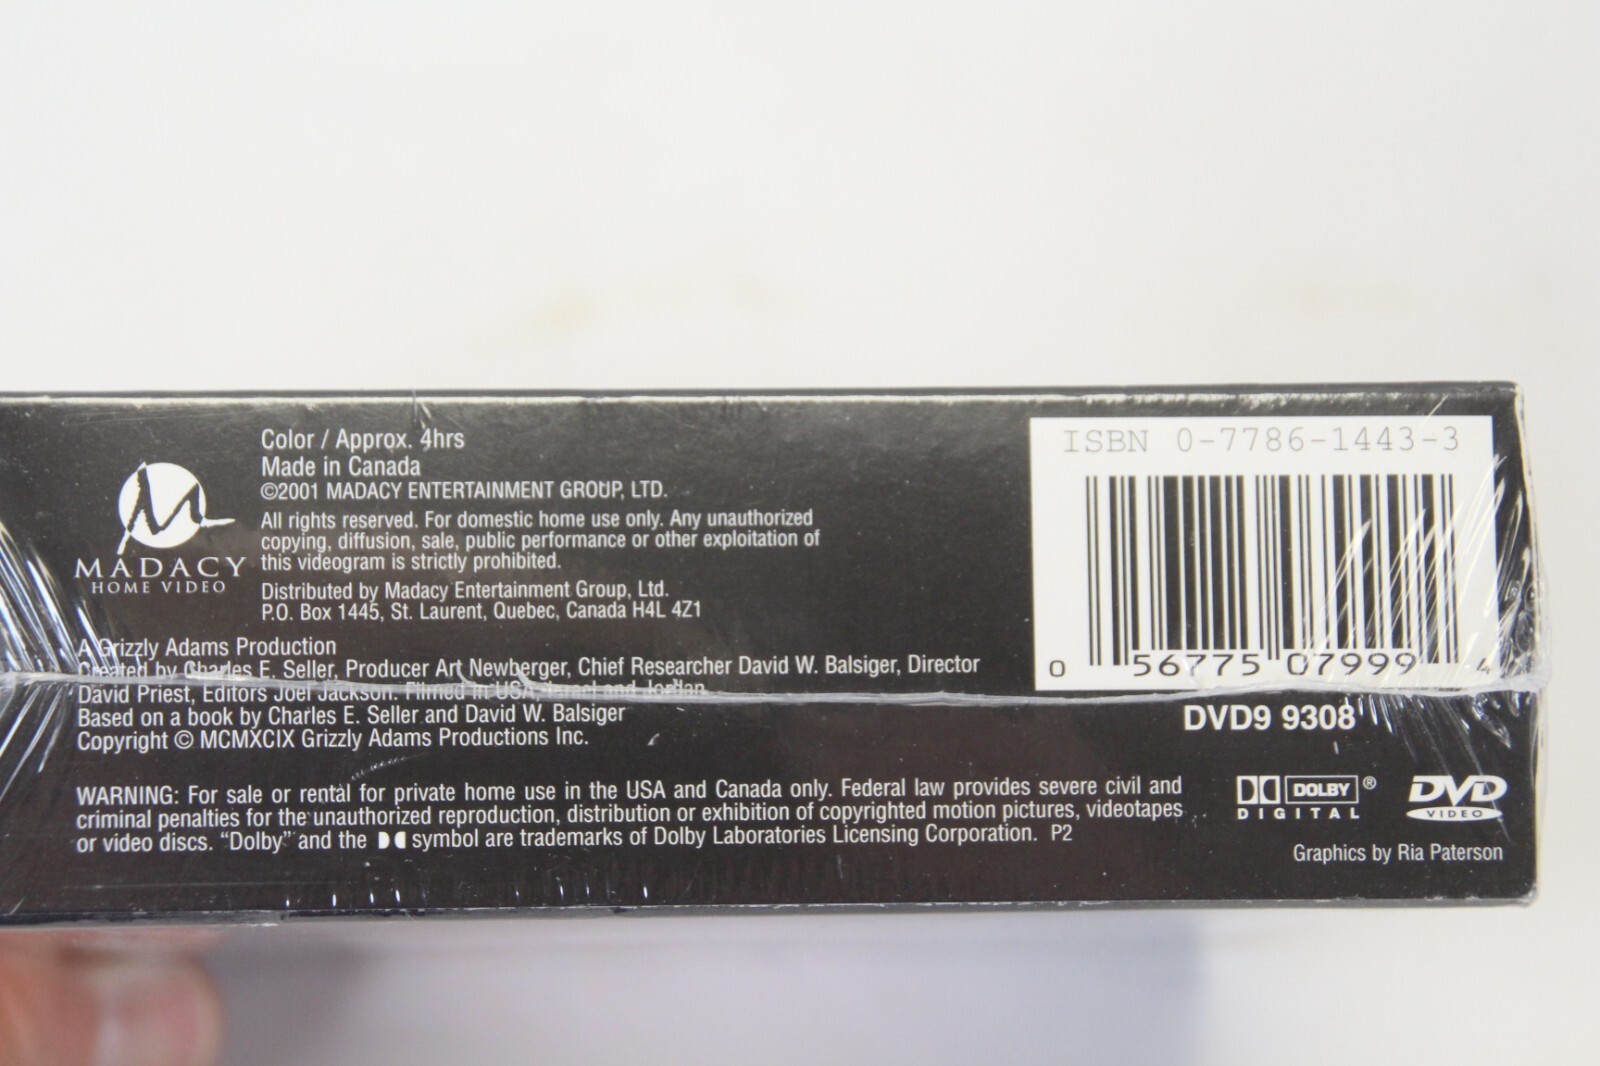 Color / Approx. 4hrs
Made in Canada
©2001 MADACY ENTERTAINMENT GROUP, LTD.
All rights reserved. For domestic home use only. Any unauthorized
copying, diffusion, sale, public performance or other exploitation of
this videogram is strictly prohibited.
Distributed by Madacy Entertainment Group, Ltd.
P.O. Box 1445, St. Laurent, Quebec, Canada H4L 4Z1
MADACY
HOME VIDEO
A Grizzly Adams Production
Created by Charles E. Seller, Producer Art Newberger, Chief Researcher David W. Balsiger, Director
David Priest, Editors Joel Jackson. Filmed in USA, Israel and Jordan
Based on a book by Charles E. Seller and David W. Balsiger
Copyright © MCMXCIX Grizzly Adams Productions Inc.
WARNING: For sale or rental for private home use in the USA and Canada only. Federal law provides severe civil and
criminal penalties for the unauthorized reproduction, distribution or exhibition of copyrighted motion pictures, videotapes
or video discs. “Dolby” and the symbol are trademarks of Dolby Laboratories Licensing Corporation. P2
ISBN 0-7786-1443-3
0 56775 07999 4
DVD9 9308
DOLBY ®
DIGITAL
DVD
VIDEO
Graphics by Ria Paterson